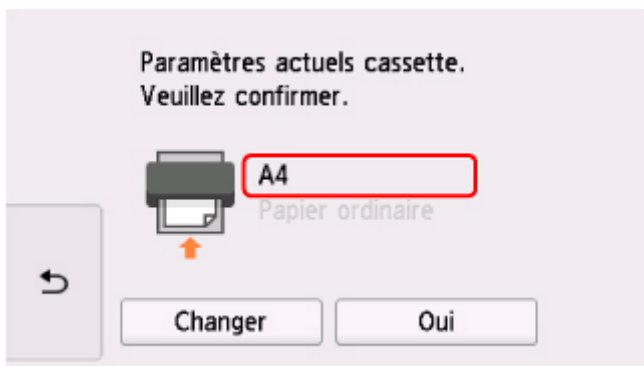 Paramètres actuels cassette.
Veuillez confirmer.
A4
Papier ordinaire
Changer
Oui